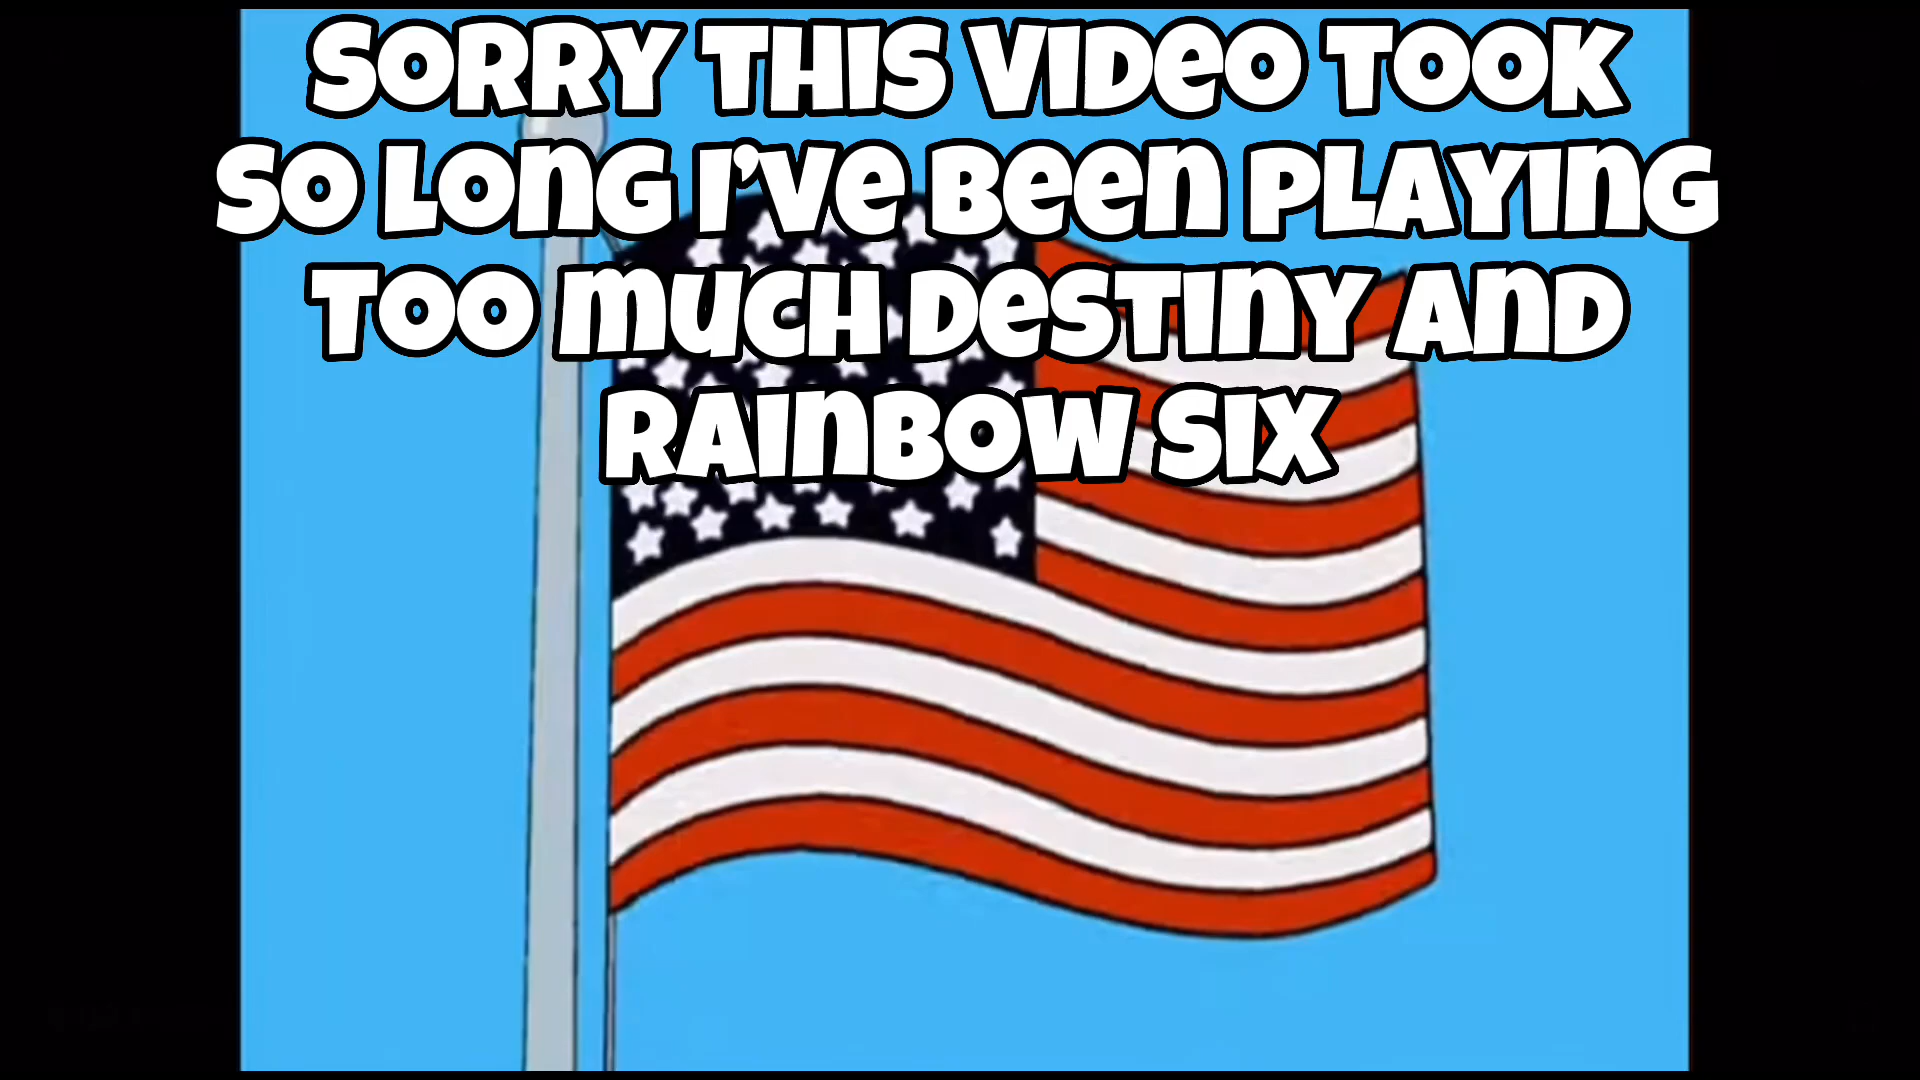 SORRY THIS VIDEO TOOK
SO LONG I'VE BEEN PLAYING
TOO MUCH DESTINY AND
RAINBOW SIX